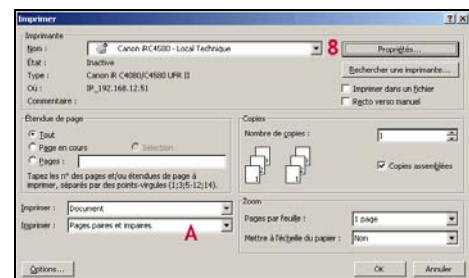 Imprimer
Imprimante
Nom : Canon iRC4580 - Local Technique 8 Propriétés...
État : Inactive
Type : Canon iR C4080/C4580 UFR II
Où : IP_192.168.12.51
Commentaire :
Rechercher une imprimante...
Imprimer dans un fichier
Recto verso manuel
Étendue de page
Tout
Page en cours Sélection
Pages :
Tapez les n° des pages et/ou étendues de page à
imprimer, séparés par des points-virgules (1;3;5-12;14).
Copies
Nombre de copies : 1
Copies assemblées
Imprimer : Document
Imprimer : Pages paires et impaires
A
Zoom
Pages par feuille : 1 page
Mettre à l'échelle du papier : Non
Options... OK Annuler